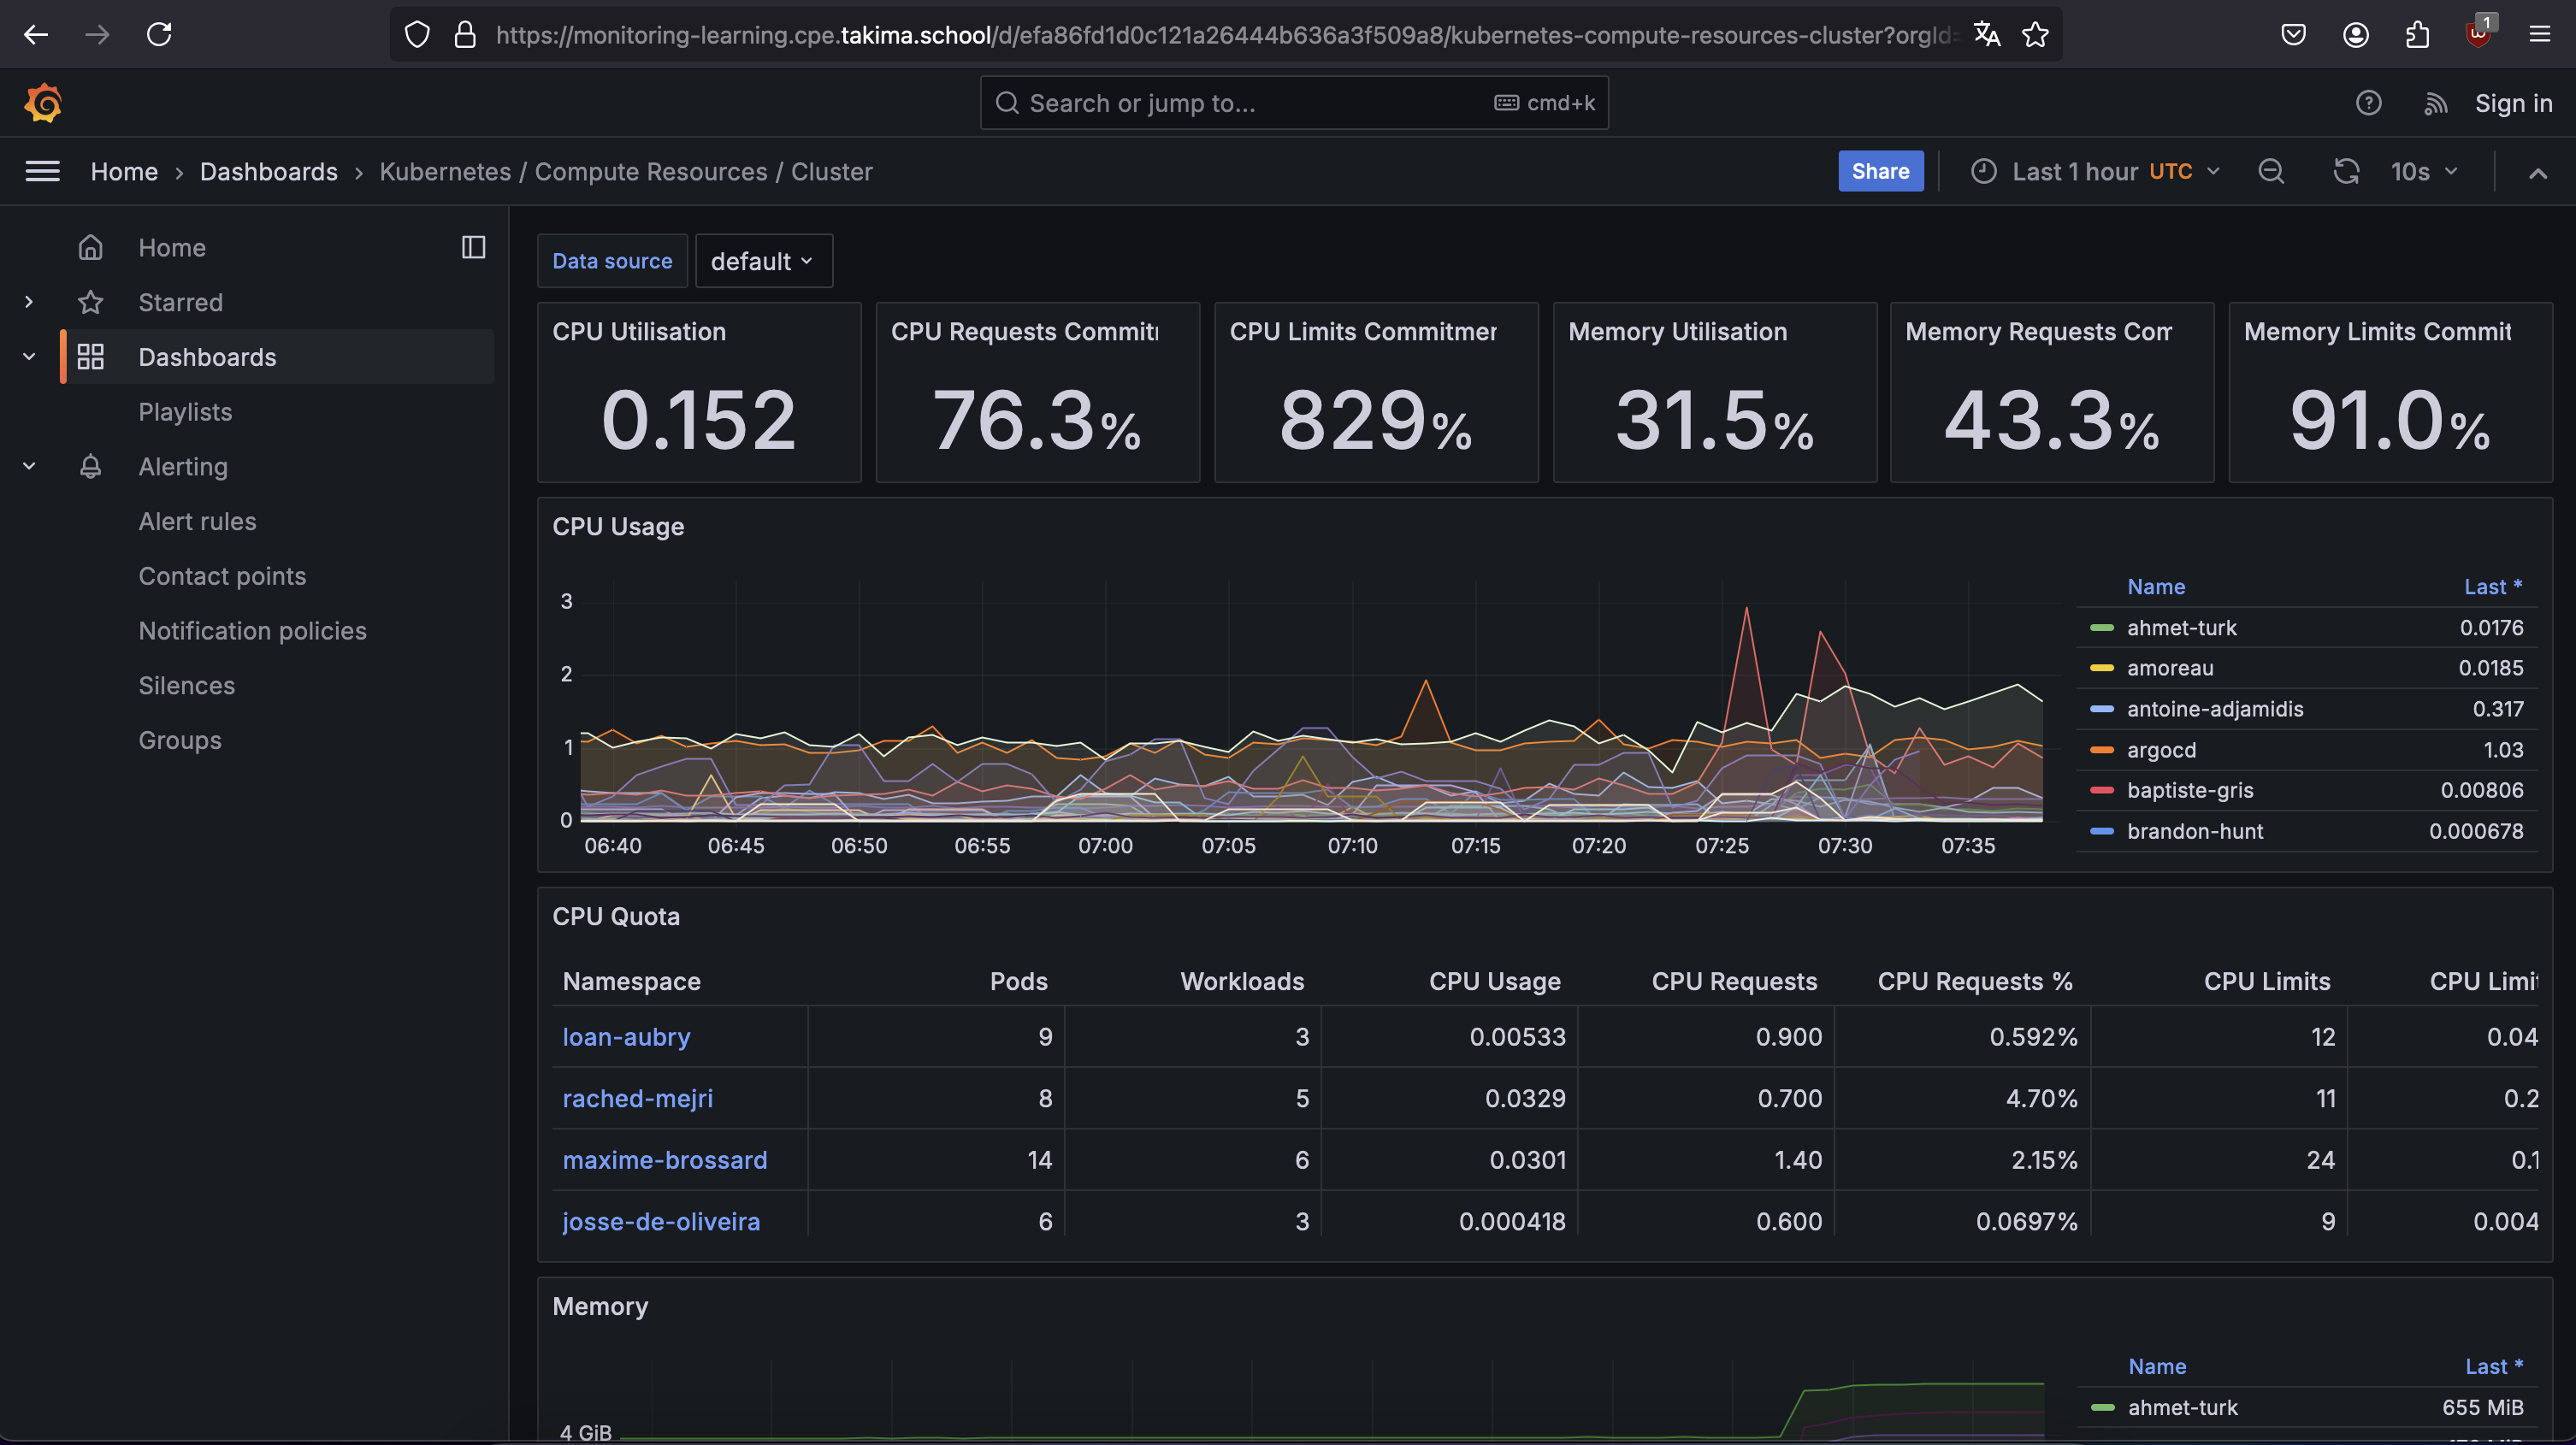 https://monitoring-learning.cpe.takima.school/d/efa86fd1d0c121a26444b636a3f509a8/kubernetes-compute-resources-cluster?orgId=
1
Search or jump to...
cmd+k
Sign in
Home › Dashboards › Kubernetes / Compute Resources / Cluster
Share
Last 1 hour UTC
10s
Home
Starred
Dashboards
Playlists
Alerting
Alert rules
Contact points
Notification policies
Silences
Groups
Data source
default
CPU Utilisation
0.152
CPU Requests Commit
76.3%
CPU Limits Commitmer
829%
Memory Utilisation
31.5%
Memory Requests Com
43.3%
Memory Limits Commit
91.0%
CPU Usage
3
2
1
0
06:40 06:45 06:50 06:55 07:00 07:05 07:10 07:15 07:20 07:25 07:30 07:35
Name Last *
ahmet-turk 0.0176
amoreau 0.0185
antoine-adjamidis 0.317
argocd 1.03
baptiste-gris 0.00806
brandon-hunt 0.000678
CPU Quota
Namespace Pods Workloads CPU Usage CPU Requests CPU Requests % CPU Limits CPU Limit
loan-aubry 9 3 0.00533 0.900 0.592% 12 0.04
rached-mejri 8 5 0.0329 0.700 4.70% 11 0.2
maxime-brossard 14 6 0.0301 1.40 2.15% 24 0.1
josse-de-oliveira 6 3 0.000418 0.600 0.0697% 9 0.004
Memory
4 GiB
Name Last *
ahmet-turk 655 MiB